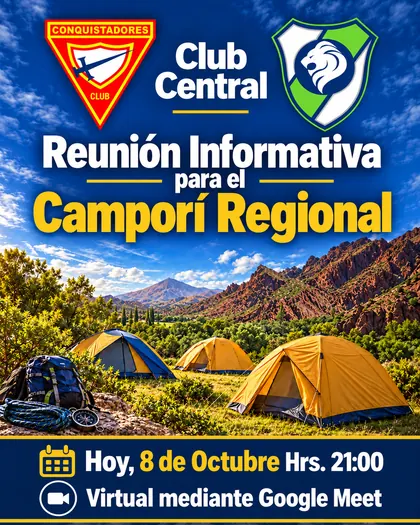 CONQUISTADORES
CLUB
Club
Central
Reunión Informativa
para el
Camporí Regional
Hoy, 8 de Octubre Hrs. 21:00
Virtual mediante Google Meet